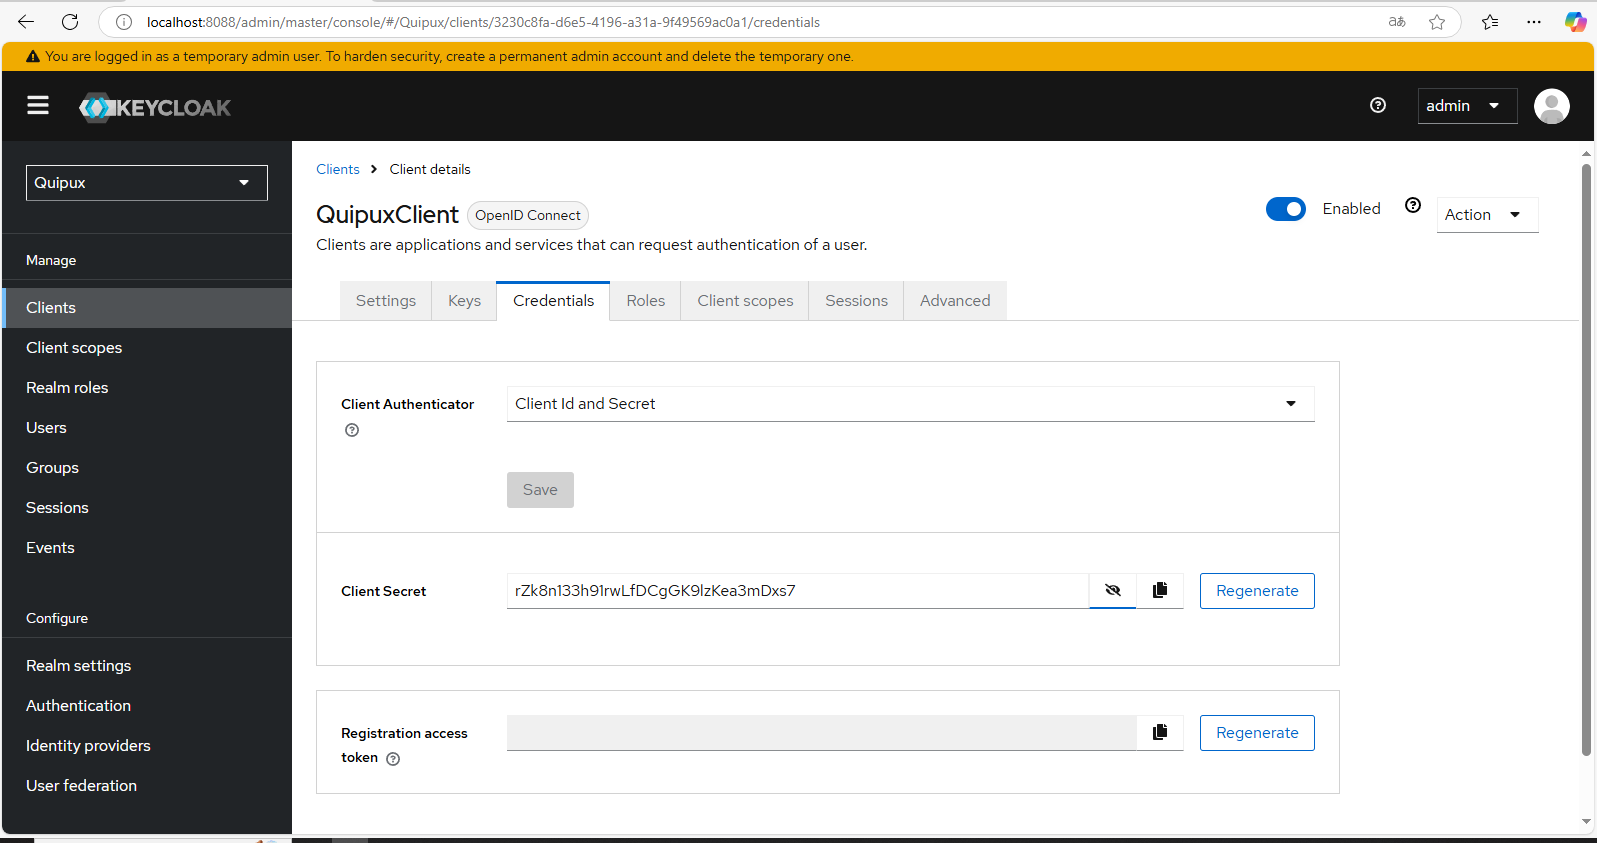 localhost:8088/admin/master/console/#/Quipux/clients/3230c8fa-d6e5-4196-a31a-9f49569ac0a1/credentials
You are logged in as a temporary admin user. To harden security, create a permanent admin account and delete the temporary one.
KEYCLOAK
admin
Quipux
Manage
Clients
Client scopes
Realm roles
Users
Groups
Sessions
Events
Configure
Realm settings
Authentication
Identity providers
User federation
Clients > Client details
QuipuxClient OpenID Connect
Enabled
Action
Clients are applications and services that can request authentication of a user.
Settings Keys Credentials Roles Client scopes Sessions Advanced
Client Authenticator
Client Id and Secret
Save
Client Secret
rZk8n133h91rwLfDCgGK9lzKea3mDxs7
Regenerate
Registration access
token
Regenerate